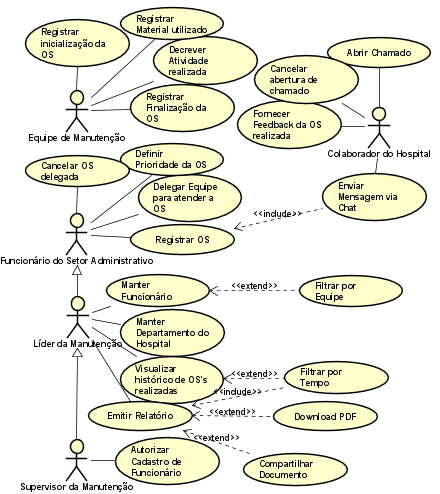 Registrar
inicialização da
OS
Registrar
Material utilizado
Decrever
Atividade
realizada
Registrar
Finalização da
OS
Equipe de Manutenção
Abrir Chamado
Cancelar
abertura de
chamado
Fornecer
Feedback da OS
realizada
Colaborador do Hospital
Enviar
Mensagem via
Chat
Cancelar OS
delegada
Definir
Prioridade da OS
Delegar Equipe
para atender a
OS
Registrar OS
<<include>>
Funcionário do Setor Administrativo
Manter
Funcionário
<<extend>>
Filtrar por
Equipe
Manter
Departamento do
Hospital
Líder da Manutenção
Visualizar
histórico de OS's
realizadas
<<extend>>
Filtrar por
Tempo
<<include>>
Emitir Relatório
<<extend>>
Download PDF
<<extend>>
Compartilhar
Documento
Autorizar
Cadastro de
Funcionário
Supervisor da Manutenção